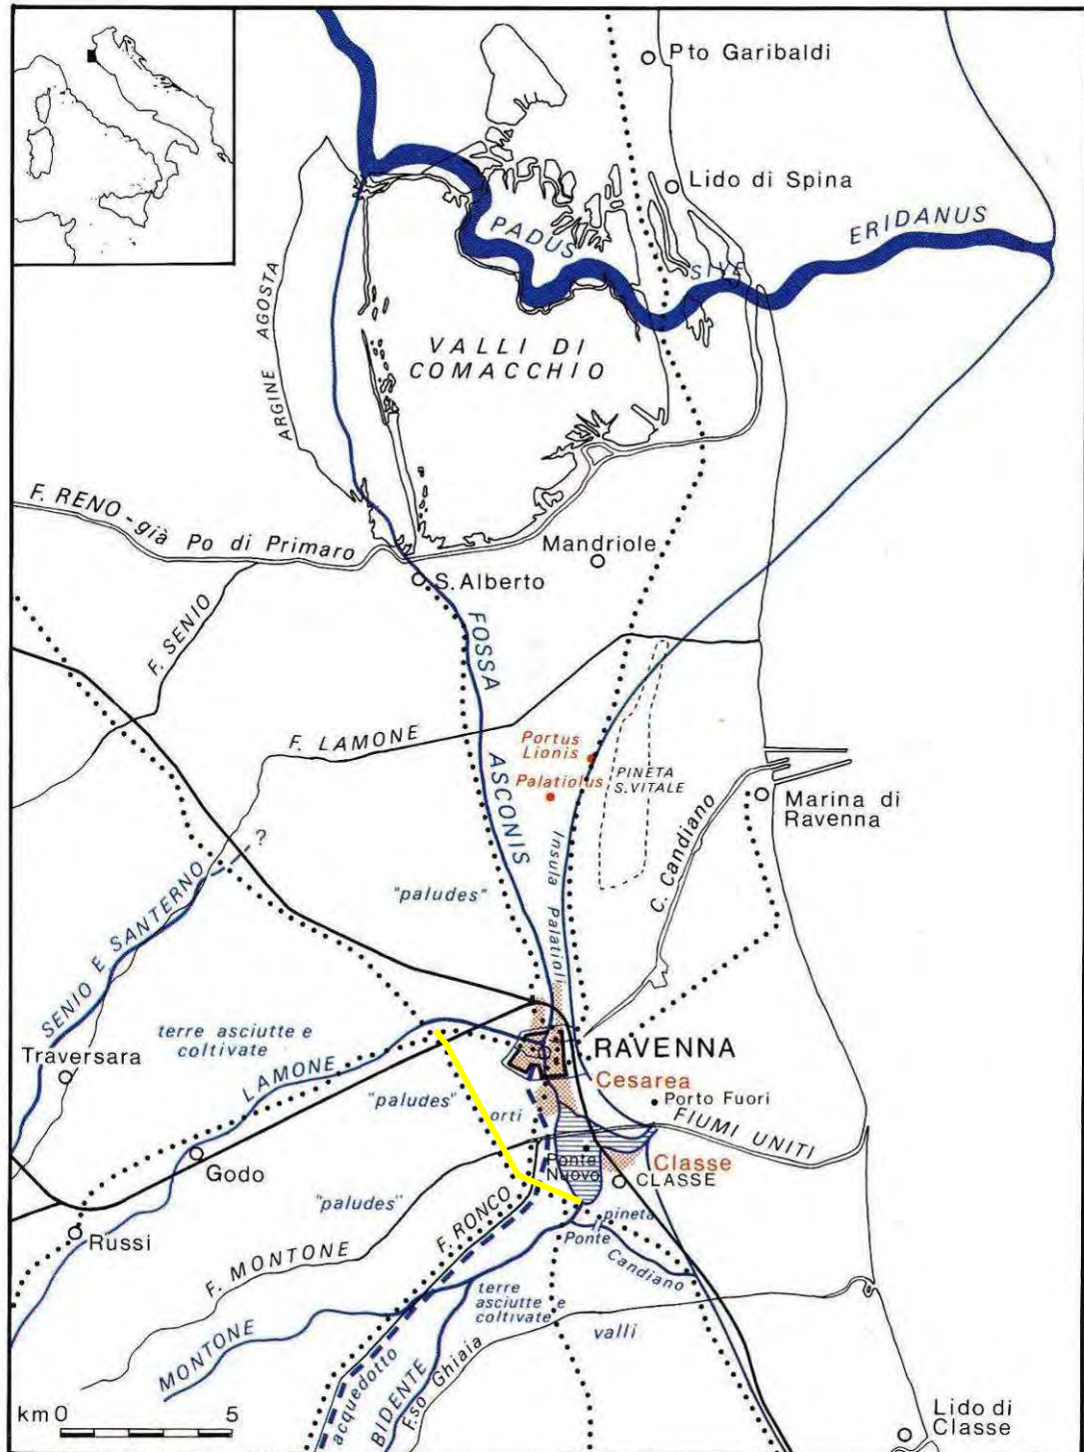 Pto Garibaldi
Lido di Spina
PADUS
SIVE
ERIDANUS
ARGINE AGOSTA
VALLI DI
COMACCHIO
F. RENO-già Po di Primaro
Mandriole
S. Alberto
F. SENIO
FOSSA
ASCONIS
F. LAMONE
Portus
Lionis
Palatiolus
PINETA
S. VITALE
Marina di
Ravenna
C. Candiano
Insula Palatioli
?
"paludes"
SENIO E SANTERNO
terre asciutte e
coltivate
Traversara
LAMONE
RAVENNA
Cesarea
Porto Fuori
"paludes"
orti
FIUMI UNITI
Godo
Ponte
Nuovo
Classe
CLASSE
"paludes"
Russi
F. RONCO
pineta
Ponte
Candiano
F. MONTONE
terre
asciutte e
coltivate
valli
MONTONE
acquedotto
BIDENTE
F.so Ghiaia
km 0 5
Lido di
Classe